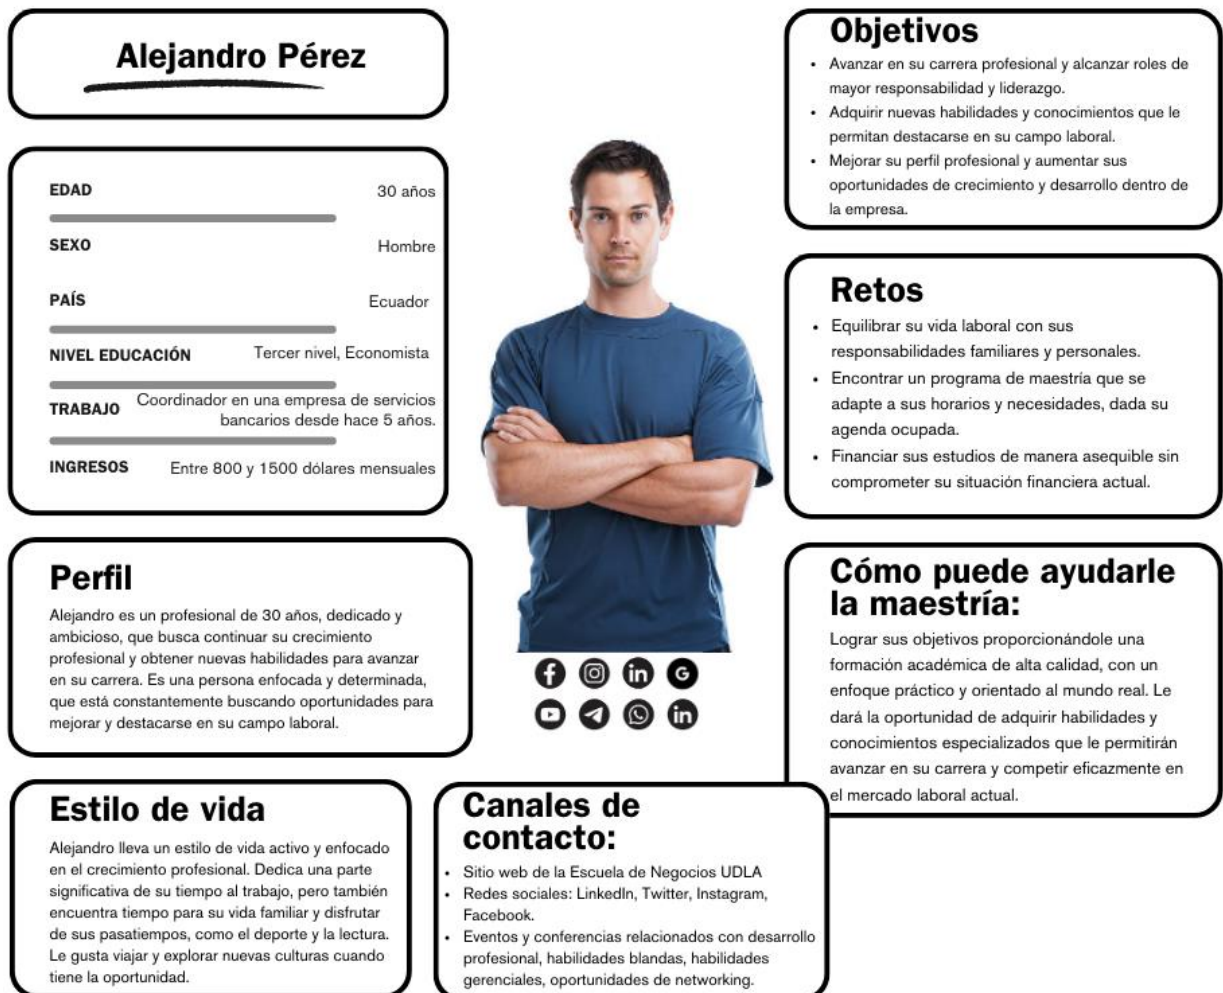 Alejandro Pérez
EDAD
30 años
SEXO
Hombre
PAÍS
Ecuador
NIVEL EDUCACIÓN
Tercer nivel, Economista
TRABAJO
Coordinador en una empresa de servicios
bancarios desde hace 5 años.
INGRESOS
Entre 800 y 1500 dólares mensuales
Perfil
Alejandro es un profesional de 30 años, dedicado y
ambicioso, que busca continuar su crecimiento
profesional y obtener nuevas habilidades para avanzar
en su carrera. Es una persona enfocada y determinada,
que está constantemente buscando oportunidades para
mejorar y destacarse en su campo laboral.
Estilo de vida
Alejandro lleva un estilo de vida activo y enfocado
en el crecimiento profesional. Dedica una parte
significativa de su tiempo al trabajo, pero también
encuentra tiempo para su vida familiar y disfrutar
de sus pasatiempos, como el deporte y la lectura.
Le gusta viajar y explorar nuevas culturas cuando
tiene la oportunidad.
f
in
G
in
Canales de
contacto:
• Sitio web de la Escuela de Negocios UDLA
• Redes sociales: LinkedIn, Twitter, Instagram,
Facebook.
• Eventos y conferencias relacionados con desarrollo
profesional, habilidades blandas, habilidades
gerenciales, oportunidades de networking.
Objetivos
• Avanzar en su carrera profesional y alcanzar roles de
mayor responsabilidad y liderazgo.
• Adquirir nuevas habilidades y conocimientos que le
permitan destacarse en su campo laboral.
• Mejorar su perfil profesional y aumentar sus
oportunidades de crecimiento y desarrollo dentro de
la empresa.
Retos
• Equilibrar su vida laboral con sus
responsabilidades familiares y personales.
• Encontrar un programa de maestría que se
adapte a sus horarios y necesidades, dada su
agenda ocupada.
• Financiar sus estudios de manera asequible sin
comprometer su situación financiera actual.
Cómo puede ayudarle
la maestría:
Lograr sus objetivos proporcionándole una
formación académica de alta calidad, con un
enfoque práctico y orientado al mundo real. Le
dará la oportunidad de adquirir habilidades y
conocimientos especializados que le permitirán
avanzar en su carrera y competir eficazmente en
el mercado laboral actual.